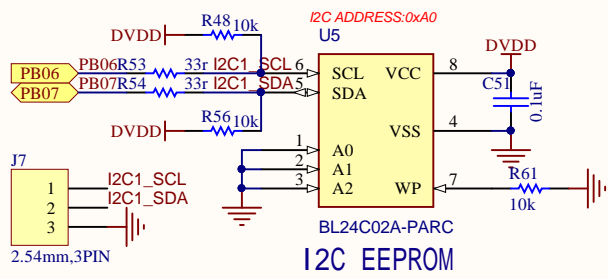 R48
I2C ADDRESS:0xA0
DVDD
10k
U5
DVDD
PB06 PB06 R53 33r I2C1_SCL 6 SCL VCC 8
PB07 PB07 R54 33r I2C1_SDA 5 SDA
C51
0.1uF
R56
DVDD
10k
VSS 4
1 A0
2 A1
3 A2
WP 7
R61
10k
J7
1 I2C1_SCL
2 I2C1_SDA
3
2.54mm,3PIN
BL24C02A-PARC
I2C EEPROM